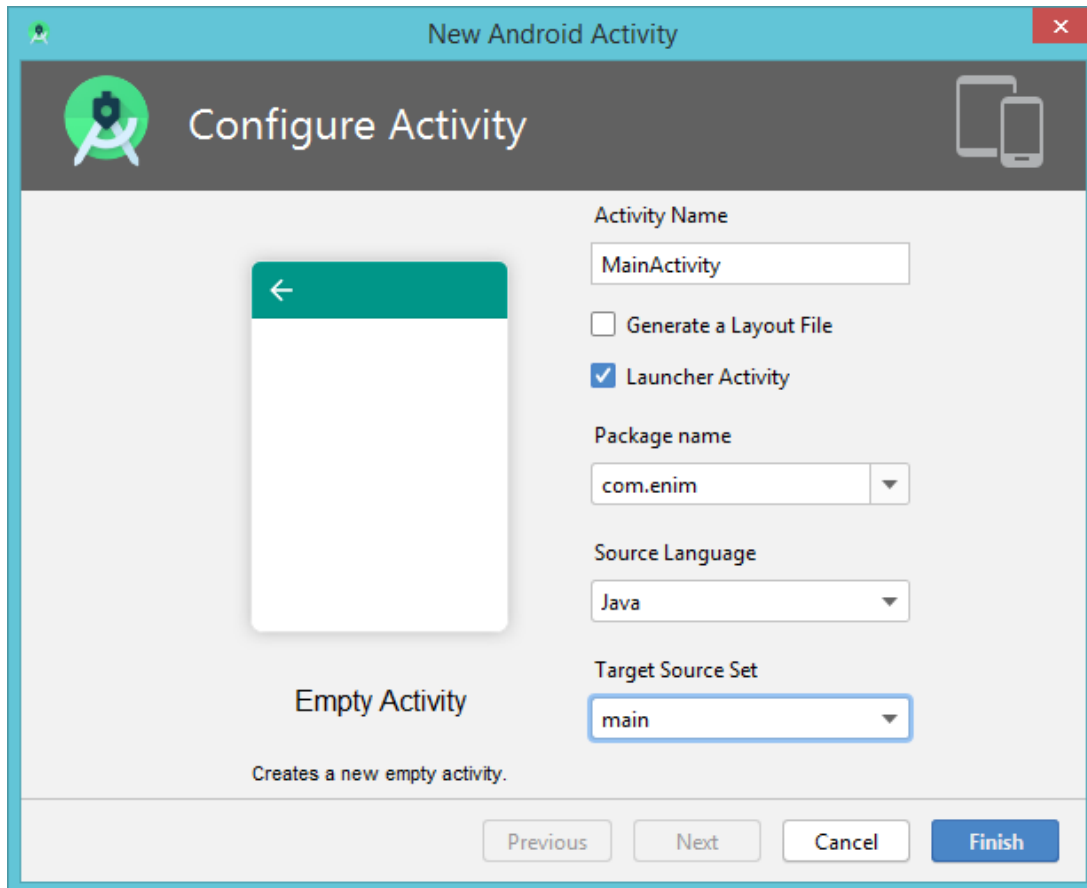 New Android Activity
Configure Activity
Activity Name
MainActivity
Generate a Layout File
Launcher Activity
Package name
com.enim
Source Language
Java
Target Source Set
main
Empty Activity
Creates a new empty activity.
Previous
Next
Cancel
Finish